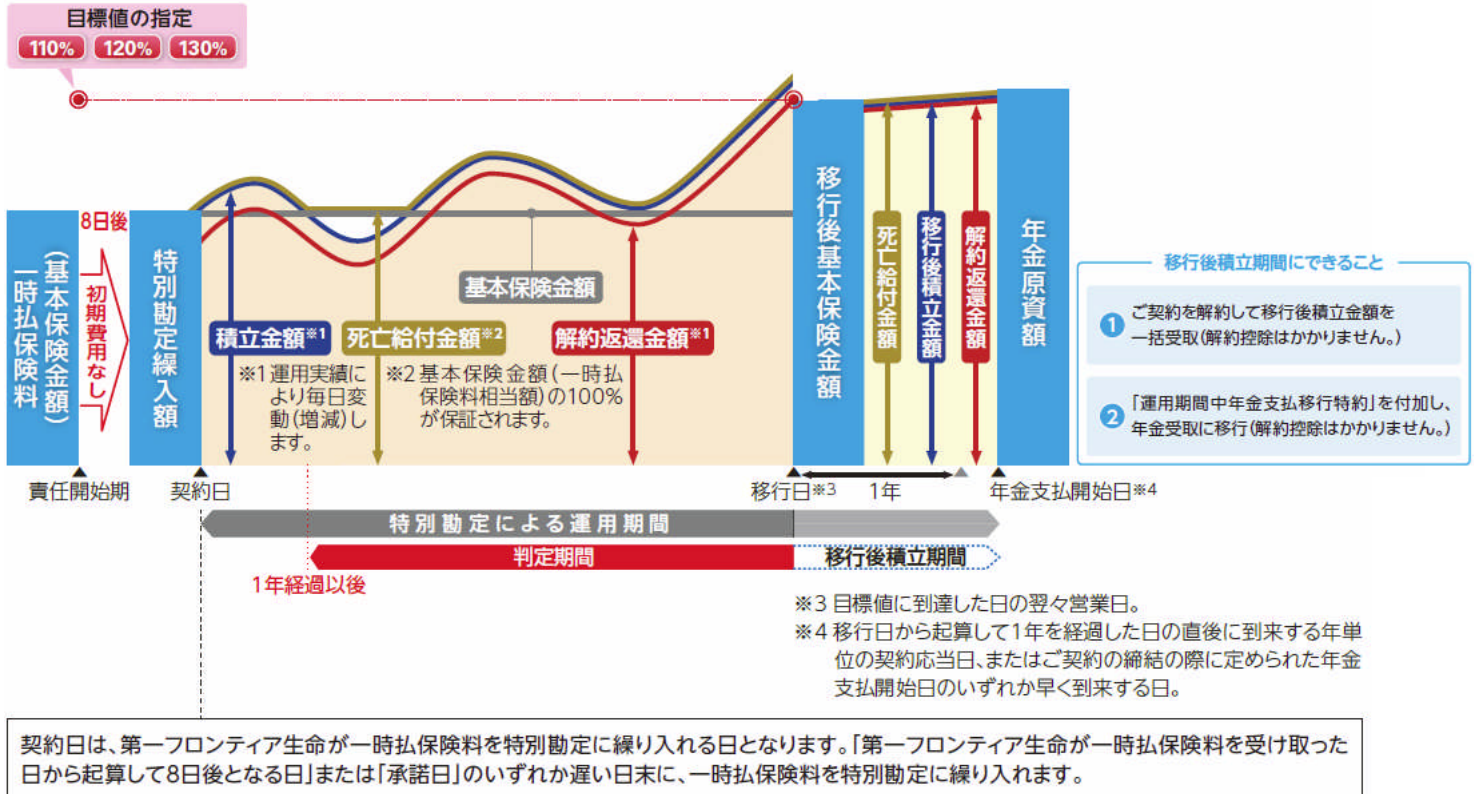 目標値の指定
110% 120% 130%
8日後
一時払保険料
(基本保険金額)
初期費用なし
特別勘定繰入額
基本保険金額
積立金額※1
死亡給付金額※2
解約返還金額※1
※1 運用実績に
より毎日変
動(増減)し
ます。
※2 基本保険金額(一時払
保険料相当額)の100%
が保証されます。
移行後基本保険金額
死亡給付金額
移行後積立金額
解約返還金額
年金原資額
移行後積立期間にできること
1 ご契約を解約して移行後積立金額を
一括受取(解約控除はかかりません。)
2 「運用期間中年金支払移行特約」を付加し、
年金受取に移行(解約控除はかかりません。)
責任開始期
契約日
移行日※3
1年
年金支払開始日※4
特別勘定による運用期間
判定期間
移行後積立期間
1年経過以後
※3 目標値に到達した日の翌々営業日。
※4 移行日から起算して1年を経過した日の直後に到来する年単
位の契約応当日、またはご契約の締結の際に定められた年金
支払開始日のいずれか早く到来する日。
契約日は、第一フロンティア生命が一時払保険料を特別勘定に繰り入れる日となります。「第一フロンティア生命が一時払保険料を受け取った
日から起算して8日後となる日」または「承諾日」のいずれか遅い日末に、一時払保険料を特別勘定に繰り入れます。